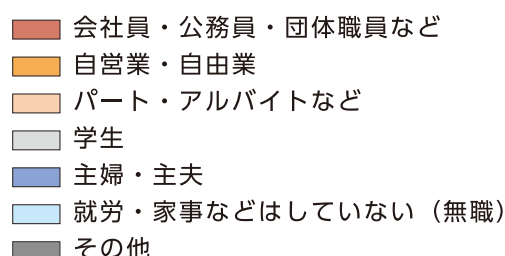 会社員・公務員・団体職員など
自営業・自由業
パート・アルバイトなど
学生
主婦・主夫
就労・家事などはしていない（無職）
その他